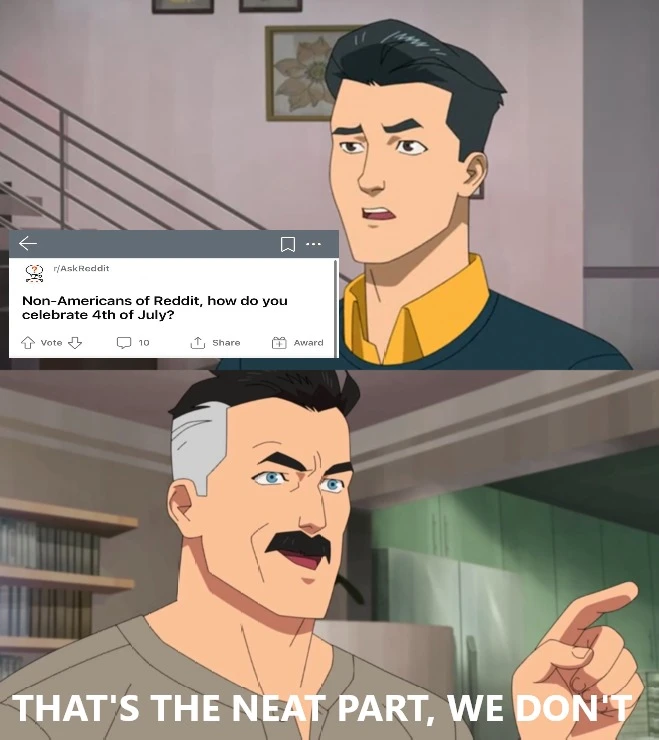 r/AskReddit
Non-Americans of Reddit, how do you
celebrate 4th of July?
Vote 10 Share Award
THAT'S THE NEAT PART, WE DON'T